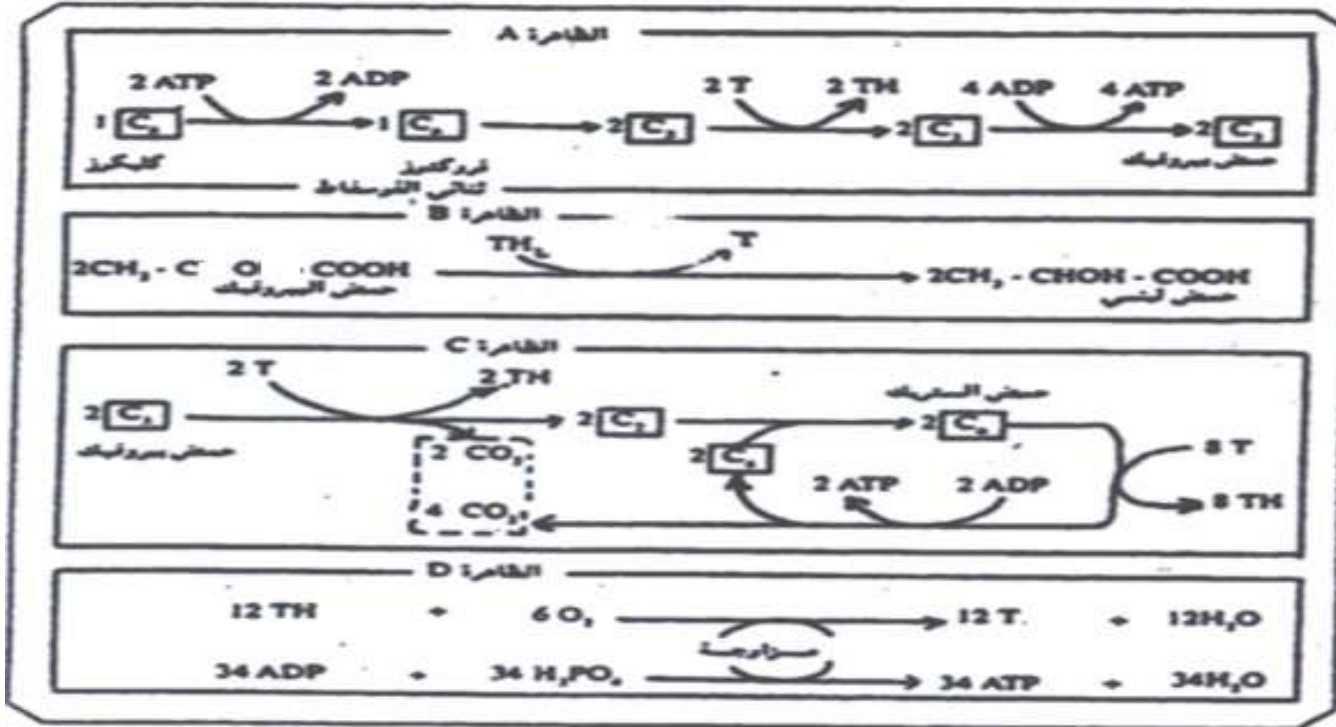 الظاهرة A
2 ATP 2 ADP 2 T 2 TH 4 ADP 4 ATP
1 C₆ 1 C₆ 2 C₃ 2 C₃ 2 C₃
كليكوز فروكتوز حمض بيروفيك
ثنائي الفوسفاط
الظاهرة B
TH₂ T
2CH₃ - C O COOH 2CH₃ - CHOH - COOH
حمض البيروفيك حمض لبني
الظاهرة C
2 T 2 TH حمض الستريك
2 C₃ 2 C₂ 2 C₆ 8 T
حمض بيروفيك 2 CO₂ 2 C₄
4 CO₂ 2 ATP 2 ADP 8 TH
الظاهرة D
12 TH + 6 O₂ 12 T + 12H₂O
مزاوجة
34 ADP + 34 H₃PO₄ 34 ATP + 34H₂O